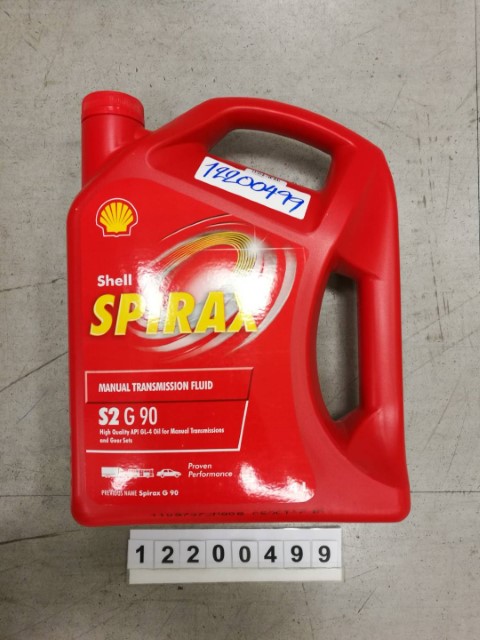 12200499
Shell
SPIRAX
MANUAL TRANSMISSION FLUID
S2 G 90
High Quality API GL-4 Oil for Manual Transmissions
and Gear Sets
Proven
Performance
PREVIOUS NAME Spirax G 90
12200499